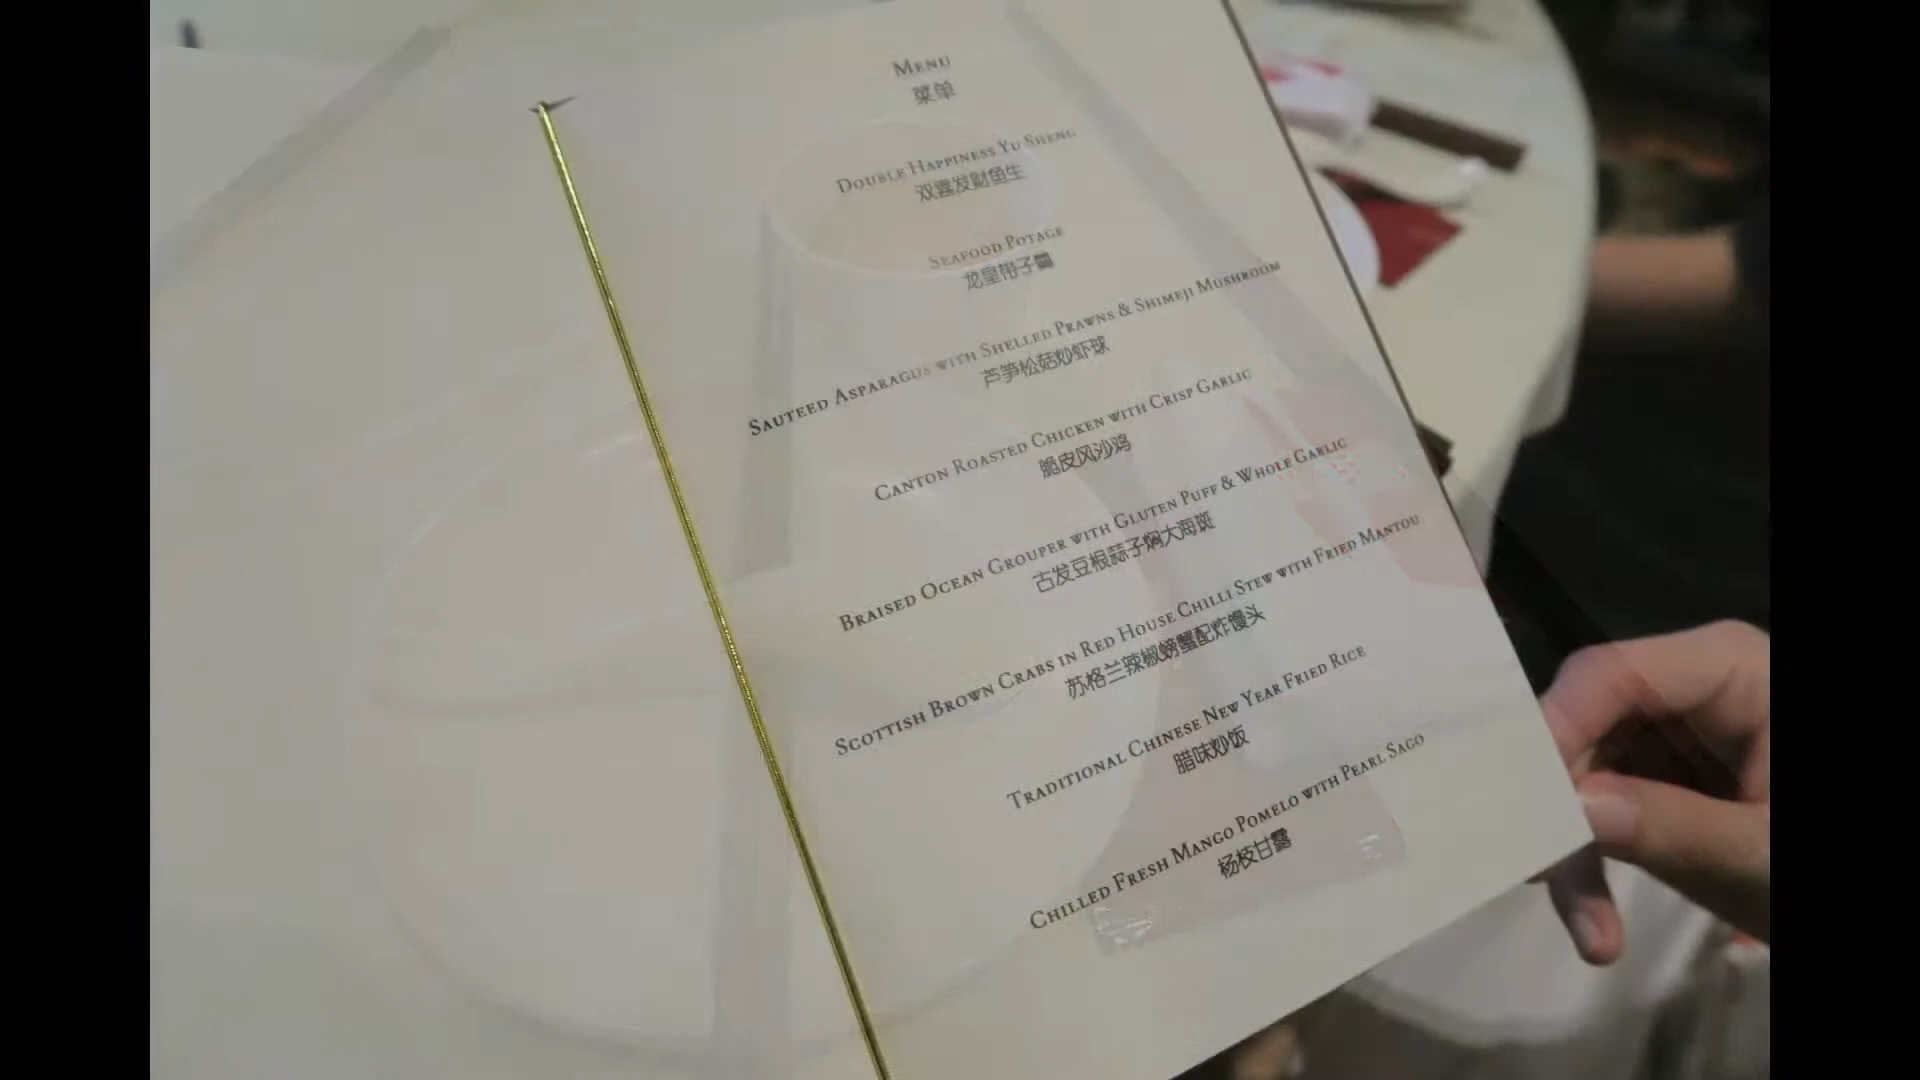 MENU
菜单
DOUBLE HAPPINESS YU SHENG
双喜发财鱼生
SEAFOOD POTAGE
龙皇带子羹
SAUTEED ASPARAGUS WITH SHELLED PRAWNS & SHIMEJI MUSHROOM
芦笋松菇炒虾球
CANTON ROASTED CHICKEN WITH CRISP GARLIC
脆皮风沙鸡
BRAISED OCEAN GROUPER WITH GLUTEN PUFF & WHOLE GARLIC
古发豆根蒜子焖大海斑
SCOTTISH BROWN CRABS IN RED HOUSE CHILLI STEW WITH FRIED MANTOU
苏格兰辣椒螃蟹配炸馒头
TRADITIONAL CHINESE NEW YEAR FRIED RICE
腊味炒饭
CHILLED FRESH MANGO POMELO WITH PEARL SAGO
杨枝甘露